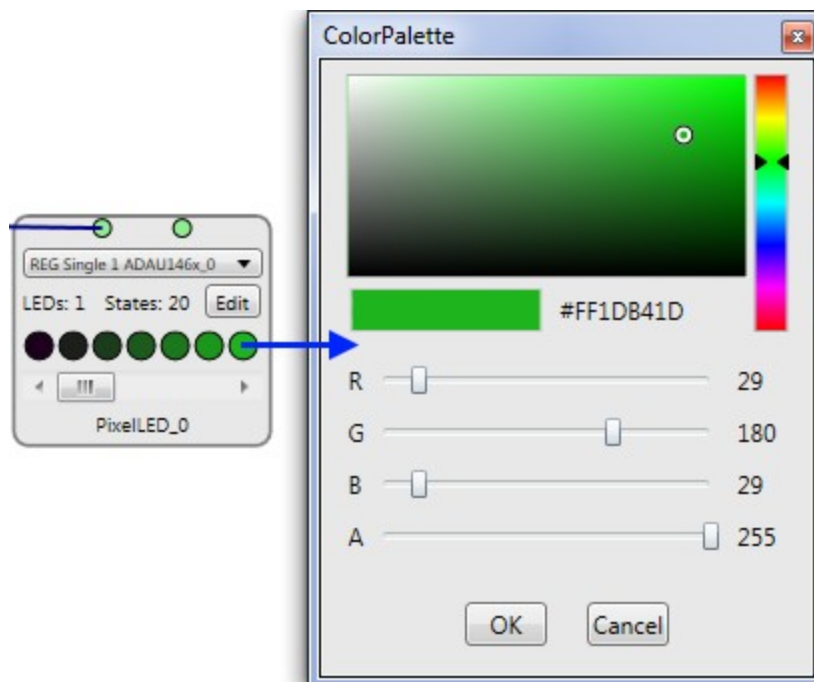 ColorPalette
REG Single 1 ADAU146x_0
LEDs: 1 States: 20 Edit
PixelLED_0
#FF1DB41D
R 29
G 180
B 29
A 255
OK Cancel